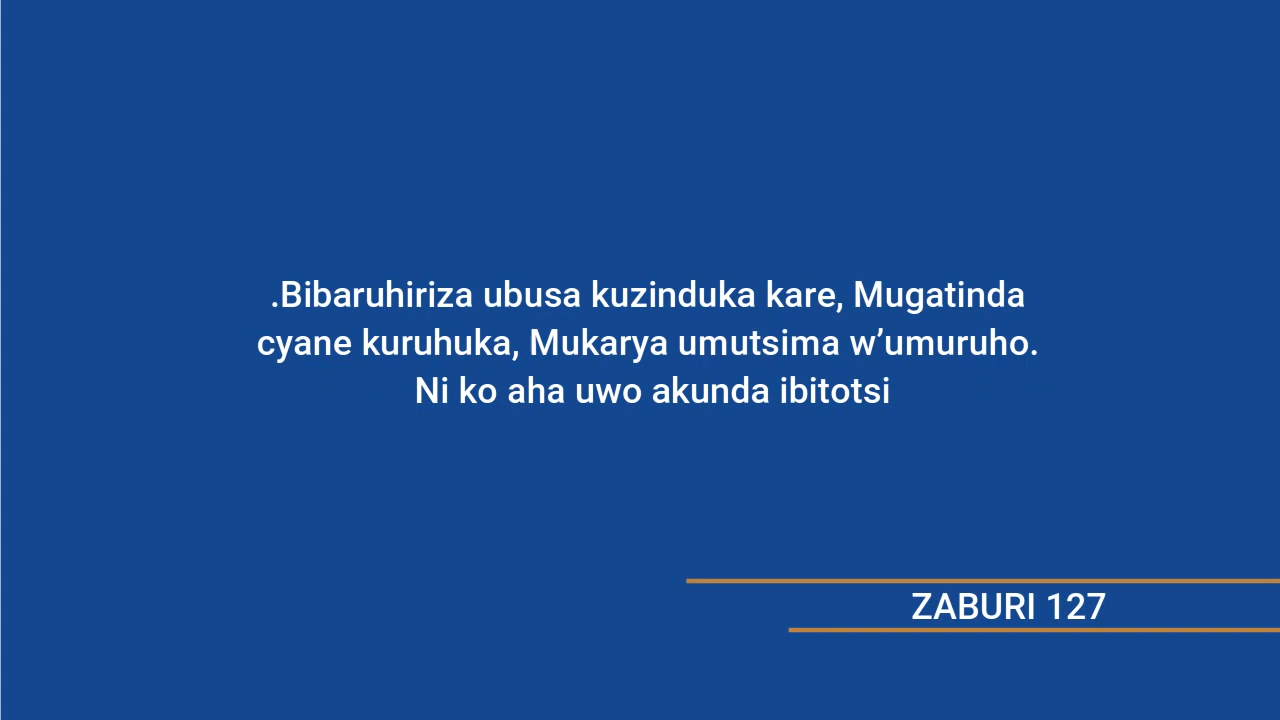 .Bibaruhiriza ubusa kuzinduka kare, Mugatinda
cyane kuruhuka, Mukarya umutsima w’umuruho.
Ni ko aha uwo akunda ibitotsi
ZABURI 127